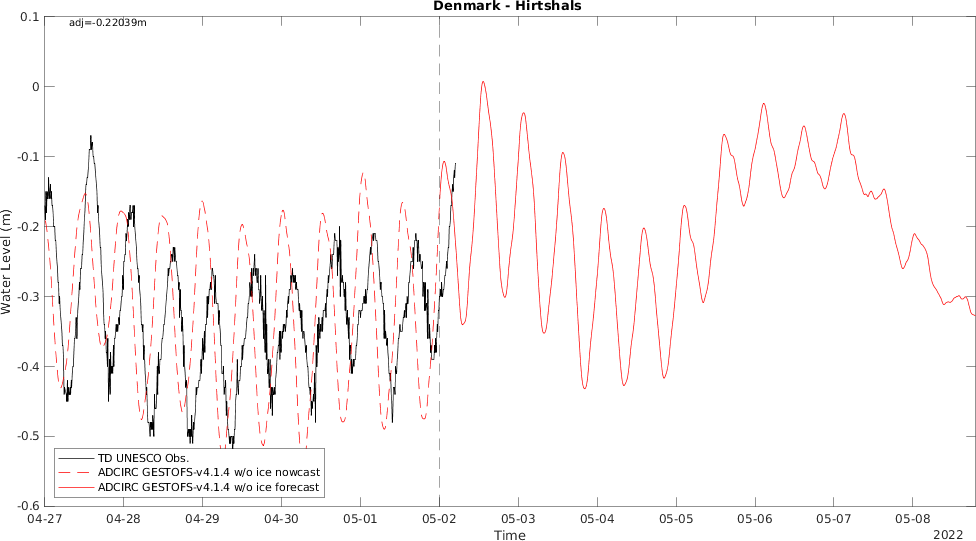 Denmark - Hirtshals
adj=-0.22039m
0.1
0
-0.1
-0.2
-0.3
-0.4
-0.5
-0.6
Water Level (m)
TD UNESCO Obs.
ADCIRC GESTOFS-v4.1.4 w/o ice nowcast
ADCIRC GESTOFS-v4.1.4 w/o ice forecast
04-27 04-28 04-29 04-30 05-01 05-02 05-03 05-04 05-05 05-06 05-07 05-08
Time
2022